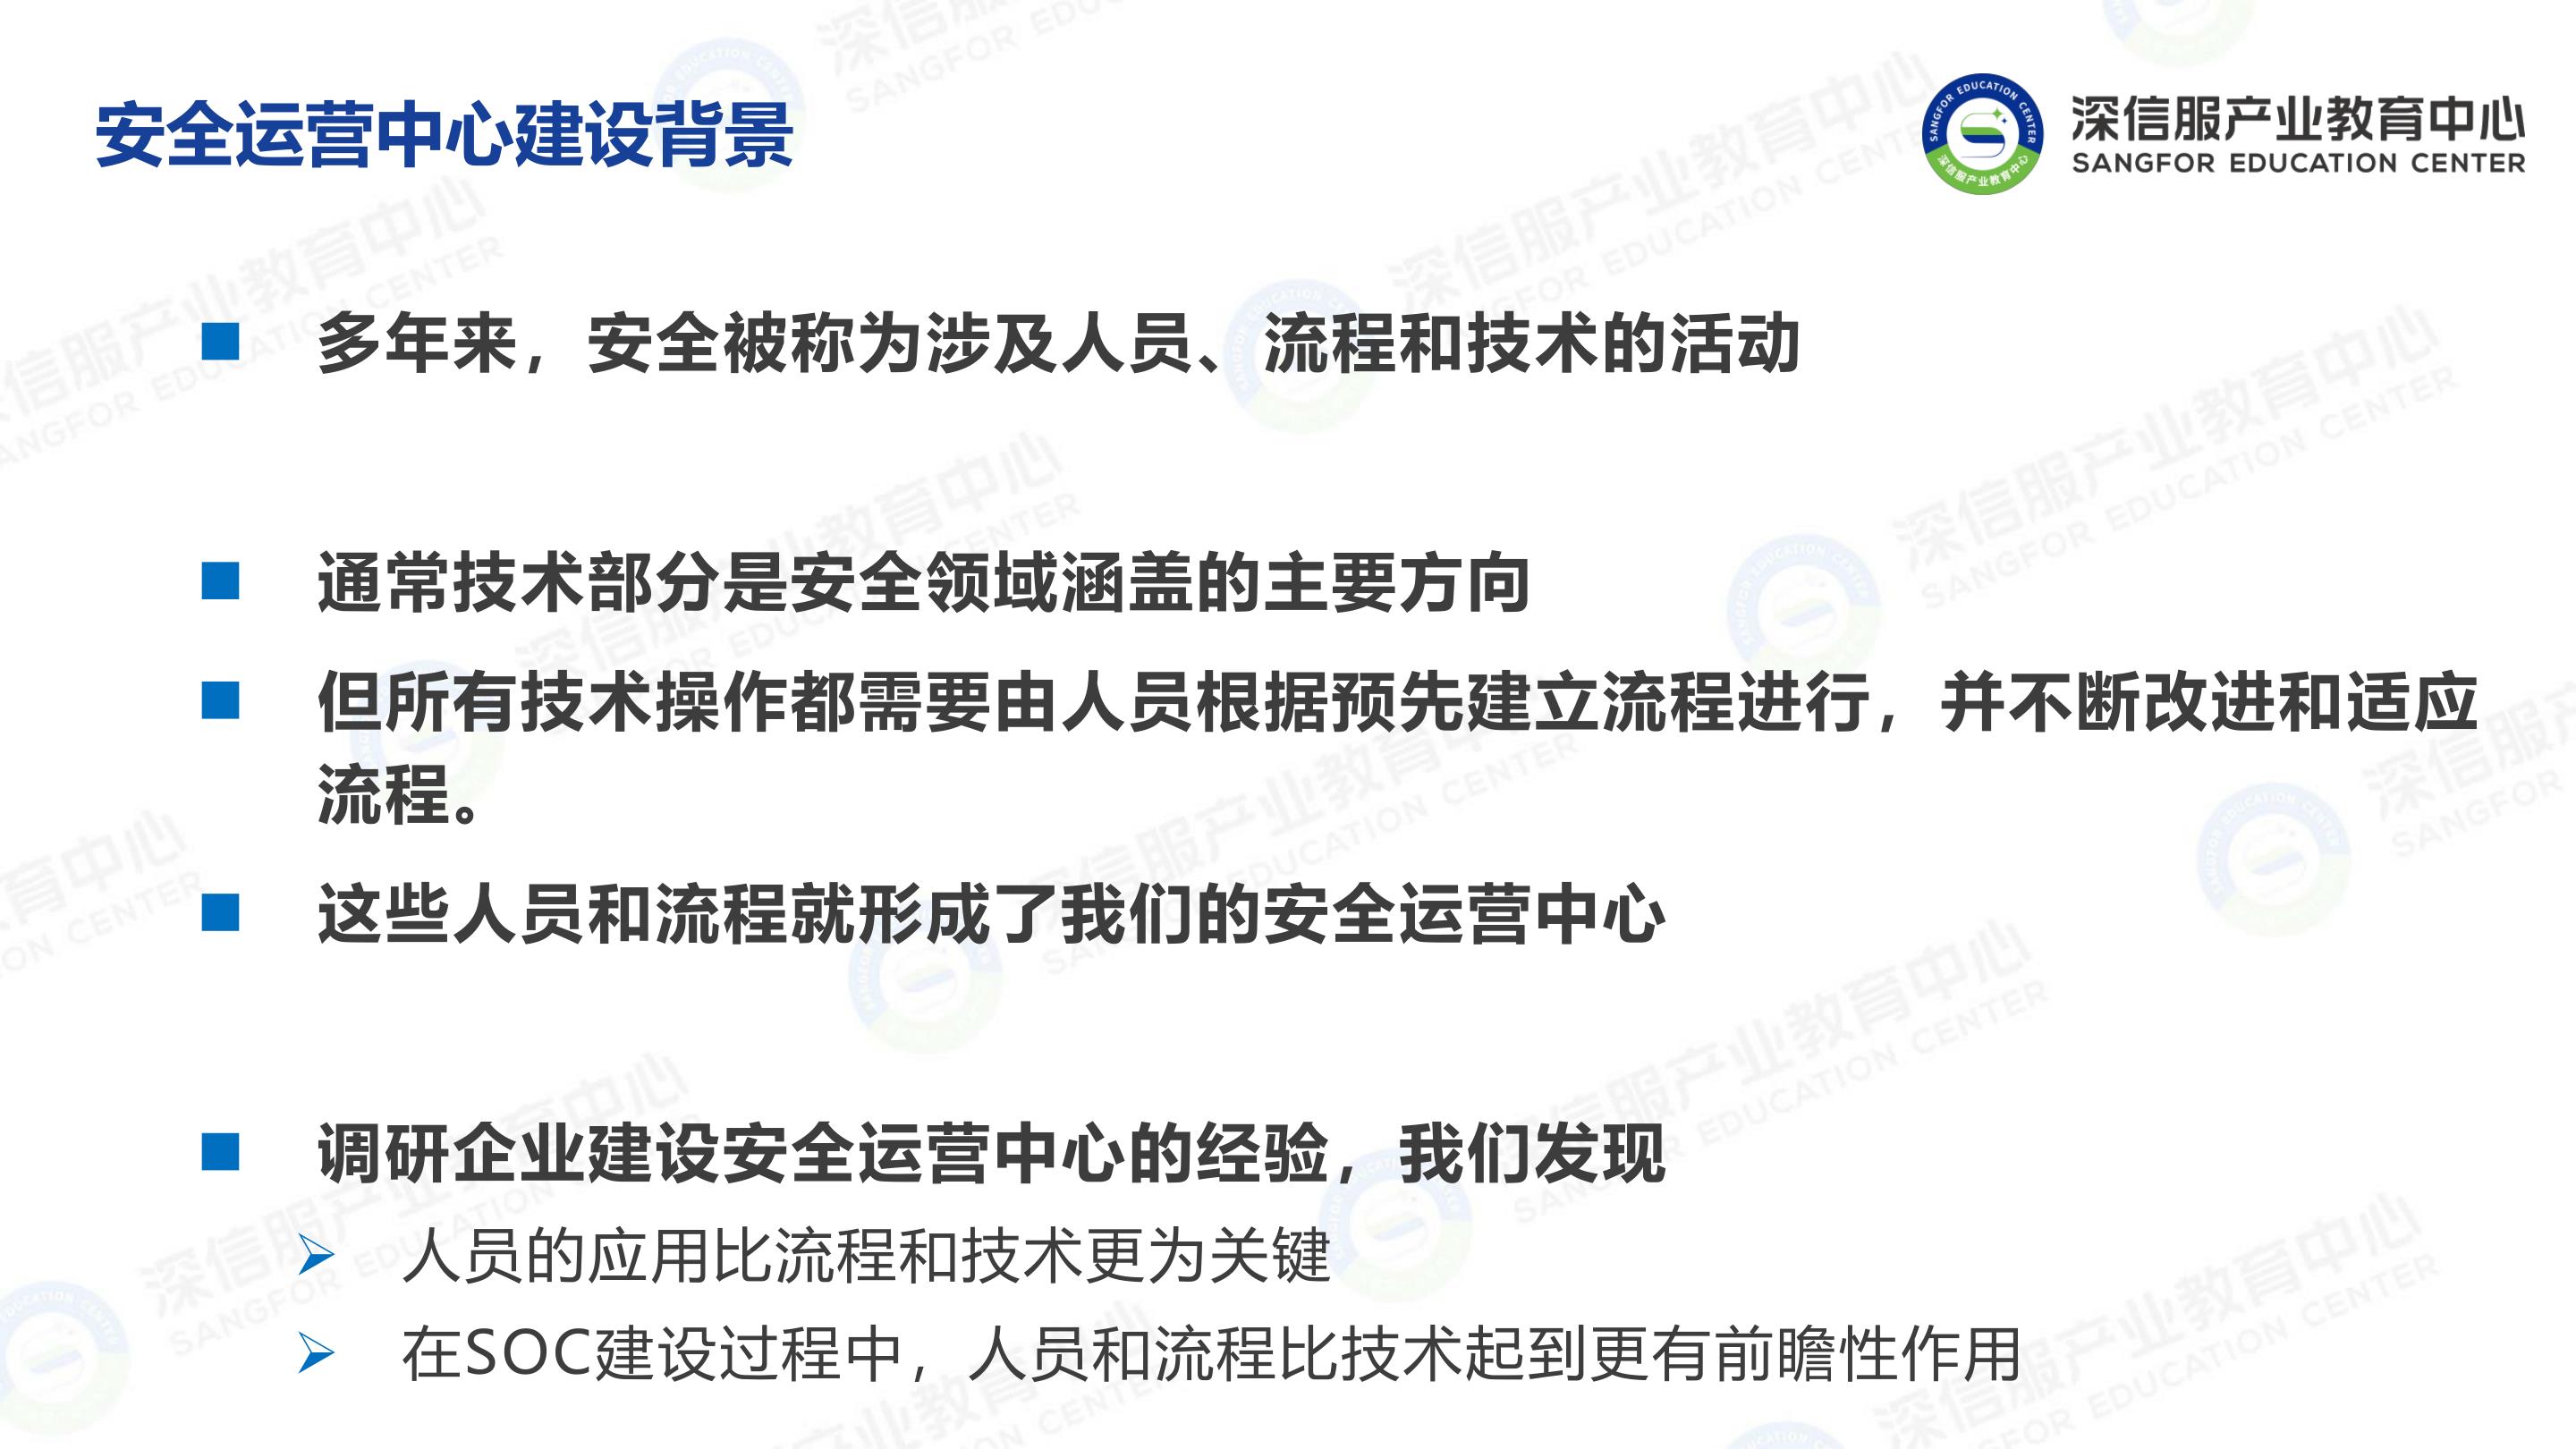 安全运营中心建设背景
深信服产业教育中心
SANGFOR EDUCATION CENTER
多年来，安全被称为涉及人员、流程和技术的活动
通常技术部分是安全领域涵盖的主要方向
但所有技术操作都需要由人员根据预先建立流程进行，并不断改进和适应
流程。
这些人员和流程就形成了我们的安全运营中心
调研企业建设安全运营中心的经验，我们发现
人员的应用比流程和技术更为关键
在SOC建设过程中，人员和流程比技术起到更有前瞻性作用